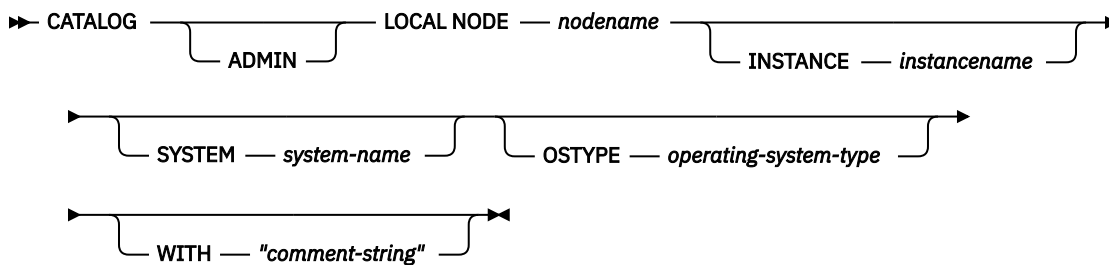 CATALOG LOCAL NODE nodename
ADMIN INSTANCE instancename
SYSTEM system-name OSTYPE operating-system-type
WITH "comment-string"